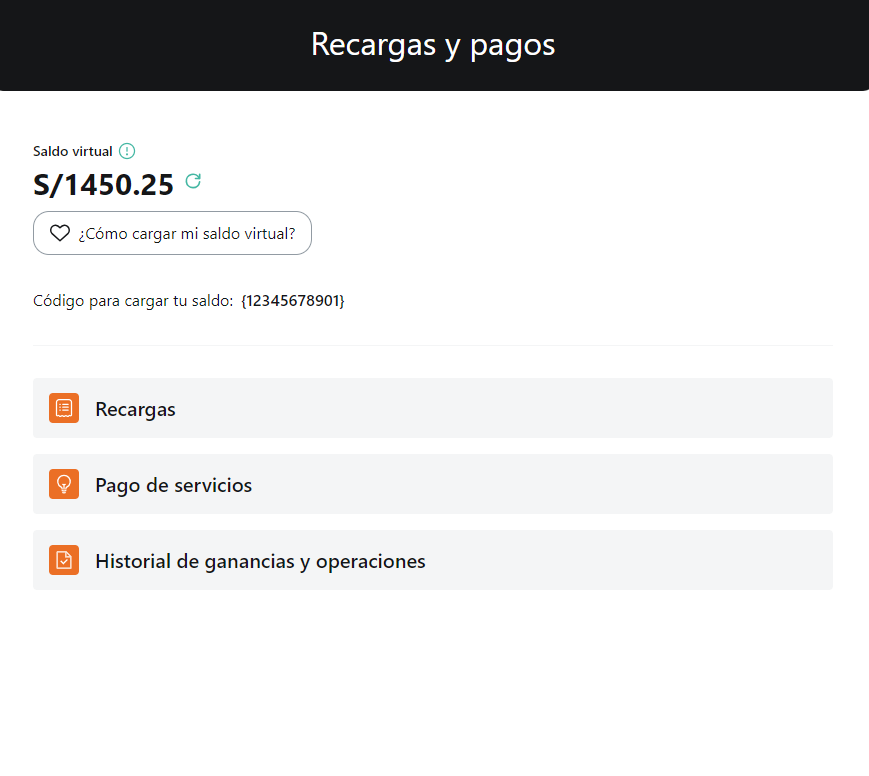 Recargas y pagos
Saldo virtual
S/1450.25
¿Cómo cargar mi saldo virtual?
Código para cargar tu saldo: {12345678901}
Recargas
Pago de servicios
Historial de ganancias y operaciones